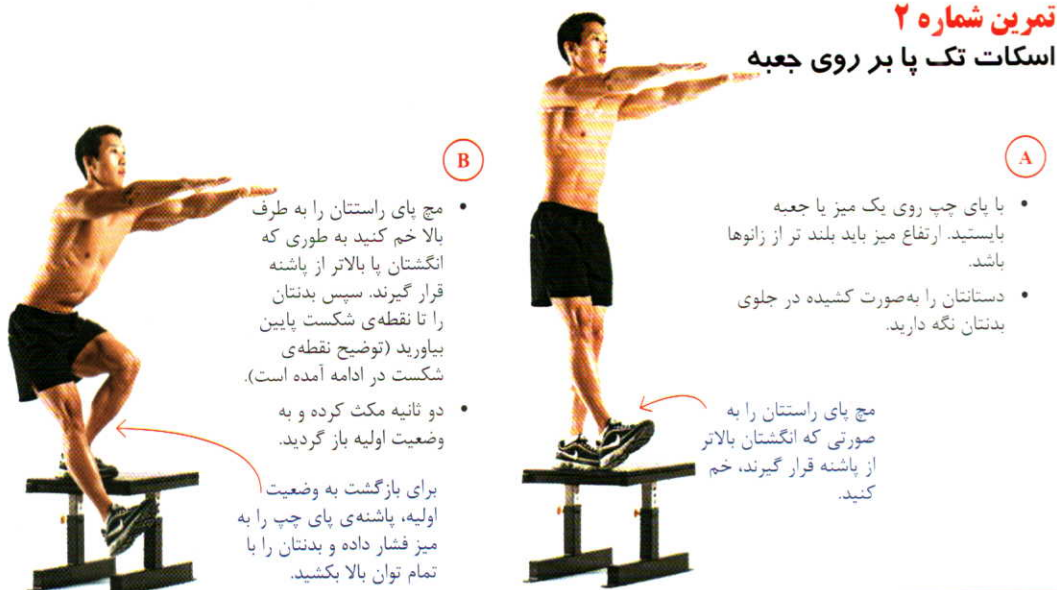 تمرین شماره ۲
اسکات تک پا بر روی جعبه
A
• با پای چپ روی یک میز یا جعبه
بایستید. ارتفاع میز باید بلند تر از زانوها
باشد.
• دستانتان را به‌صورت کشیده در جلوی
بدنتان نگه دارید.
مچ پای راستتان را به
صورتی که انگشتان بالاتر
از پاشنه قرار گیرند، خم
کنید.
B
• مچ پای راستتان را به طرف
بالا خم کنید به طوری که
انگشتان پا بالاتر از پاشنه
قرار گیرند. سپس بدنتان
را تا نقطه‌ی شکست پایین
بیاورید (توضیح نقطه‌ی
شکست در ادامه آمده است).
• دو ثانیه مکث کرده و به
وضعیت اولیه باز گردید.
برای بازگشت به وضعیت
اولیه، پاشنه‌ی پای چپ را به
میز فشار داده و بدنتان را با
تمام توان بالا بکشید.